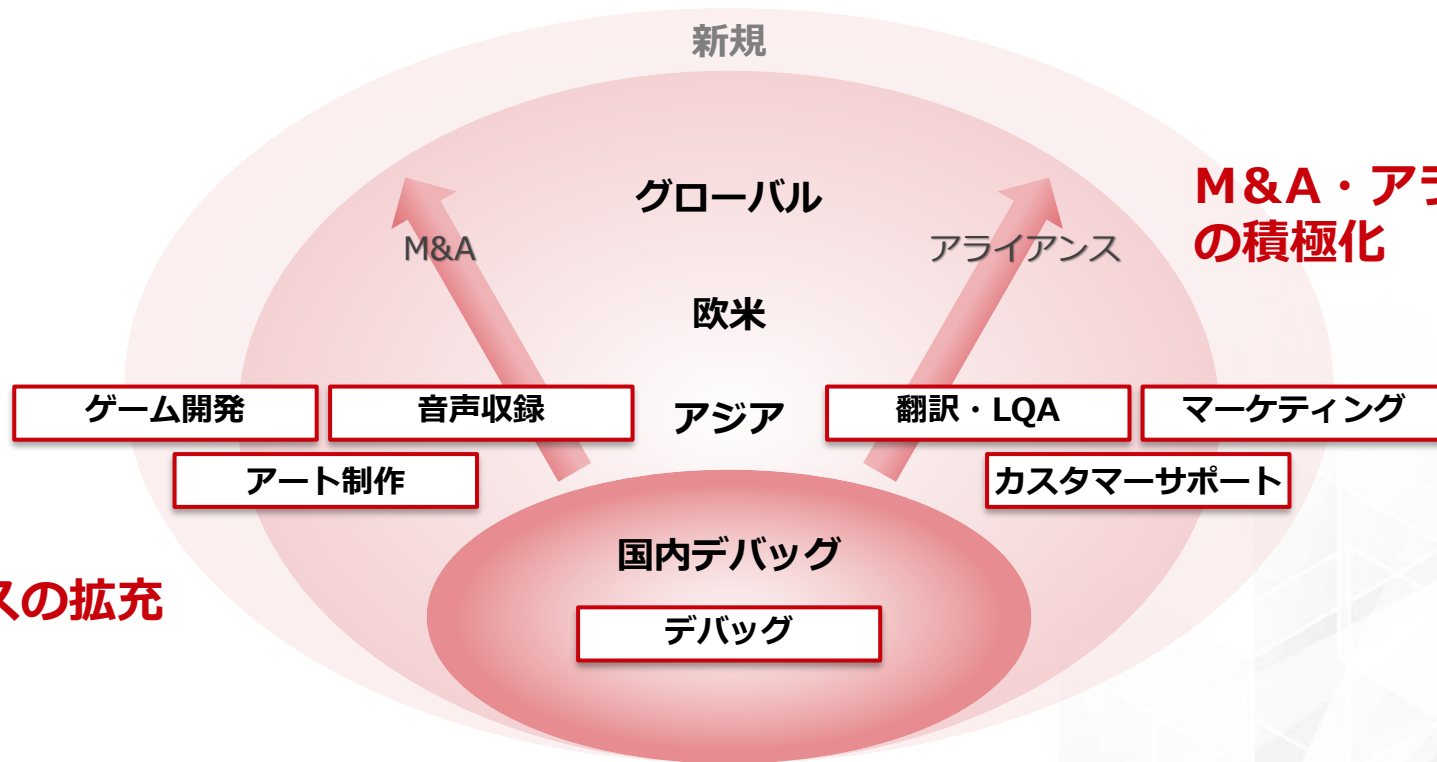 新規
グローバル
M&A
アライアンス
M&A・アラ
の積極化
欧米
アジア
ゲーム開発
音声収録
翻訳・LQA
マーケティング
アート制作
カスタマーサポート
国内デバッグ
スの拡充
デバッグ